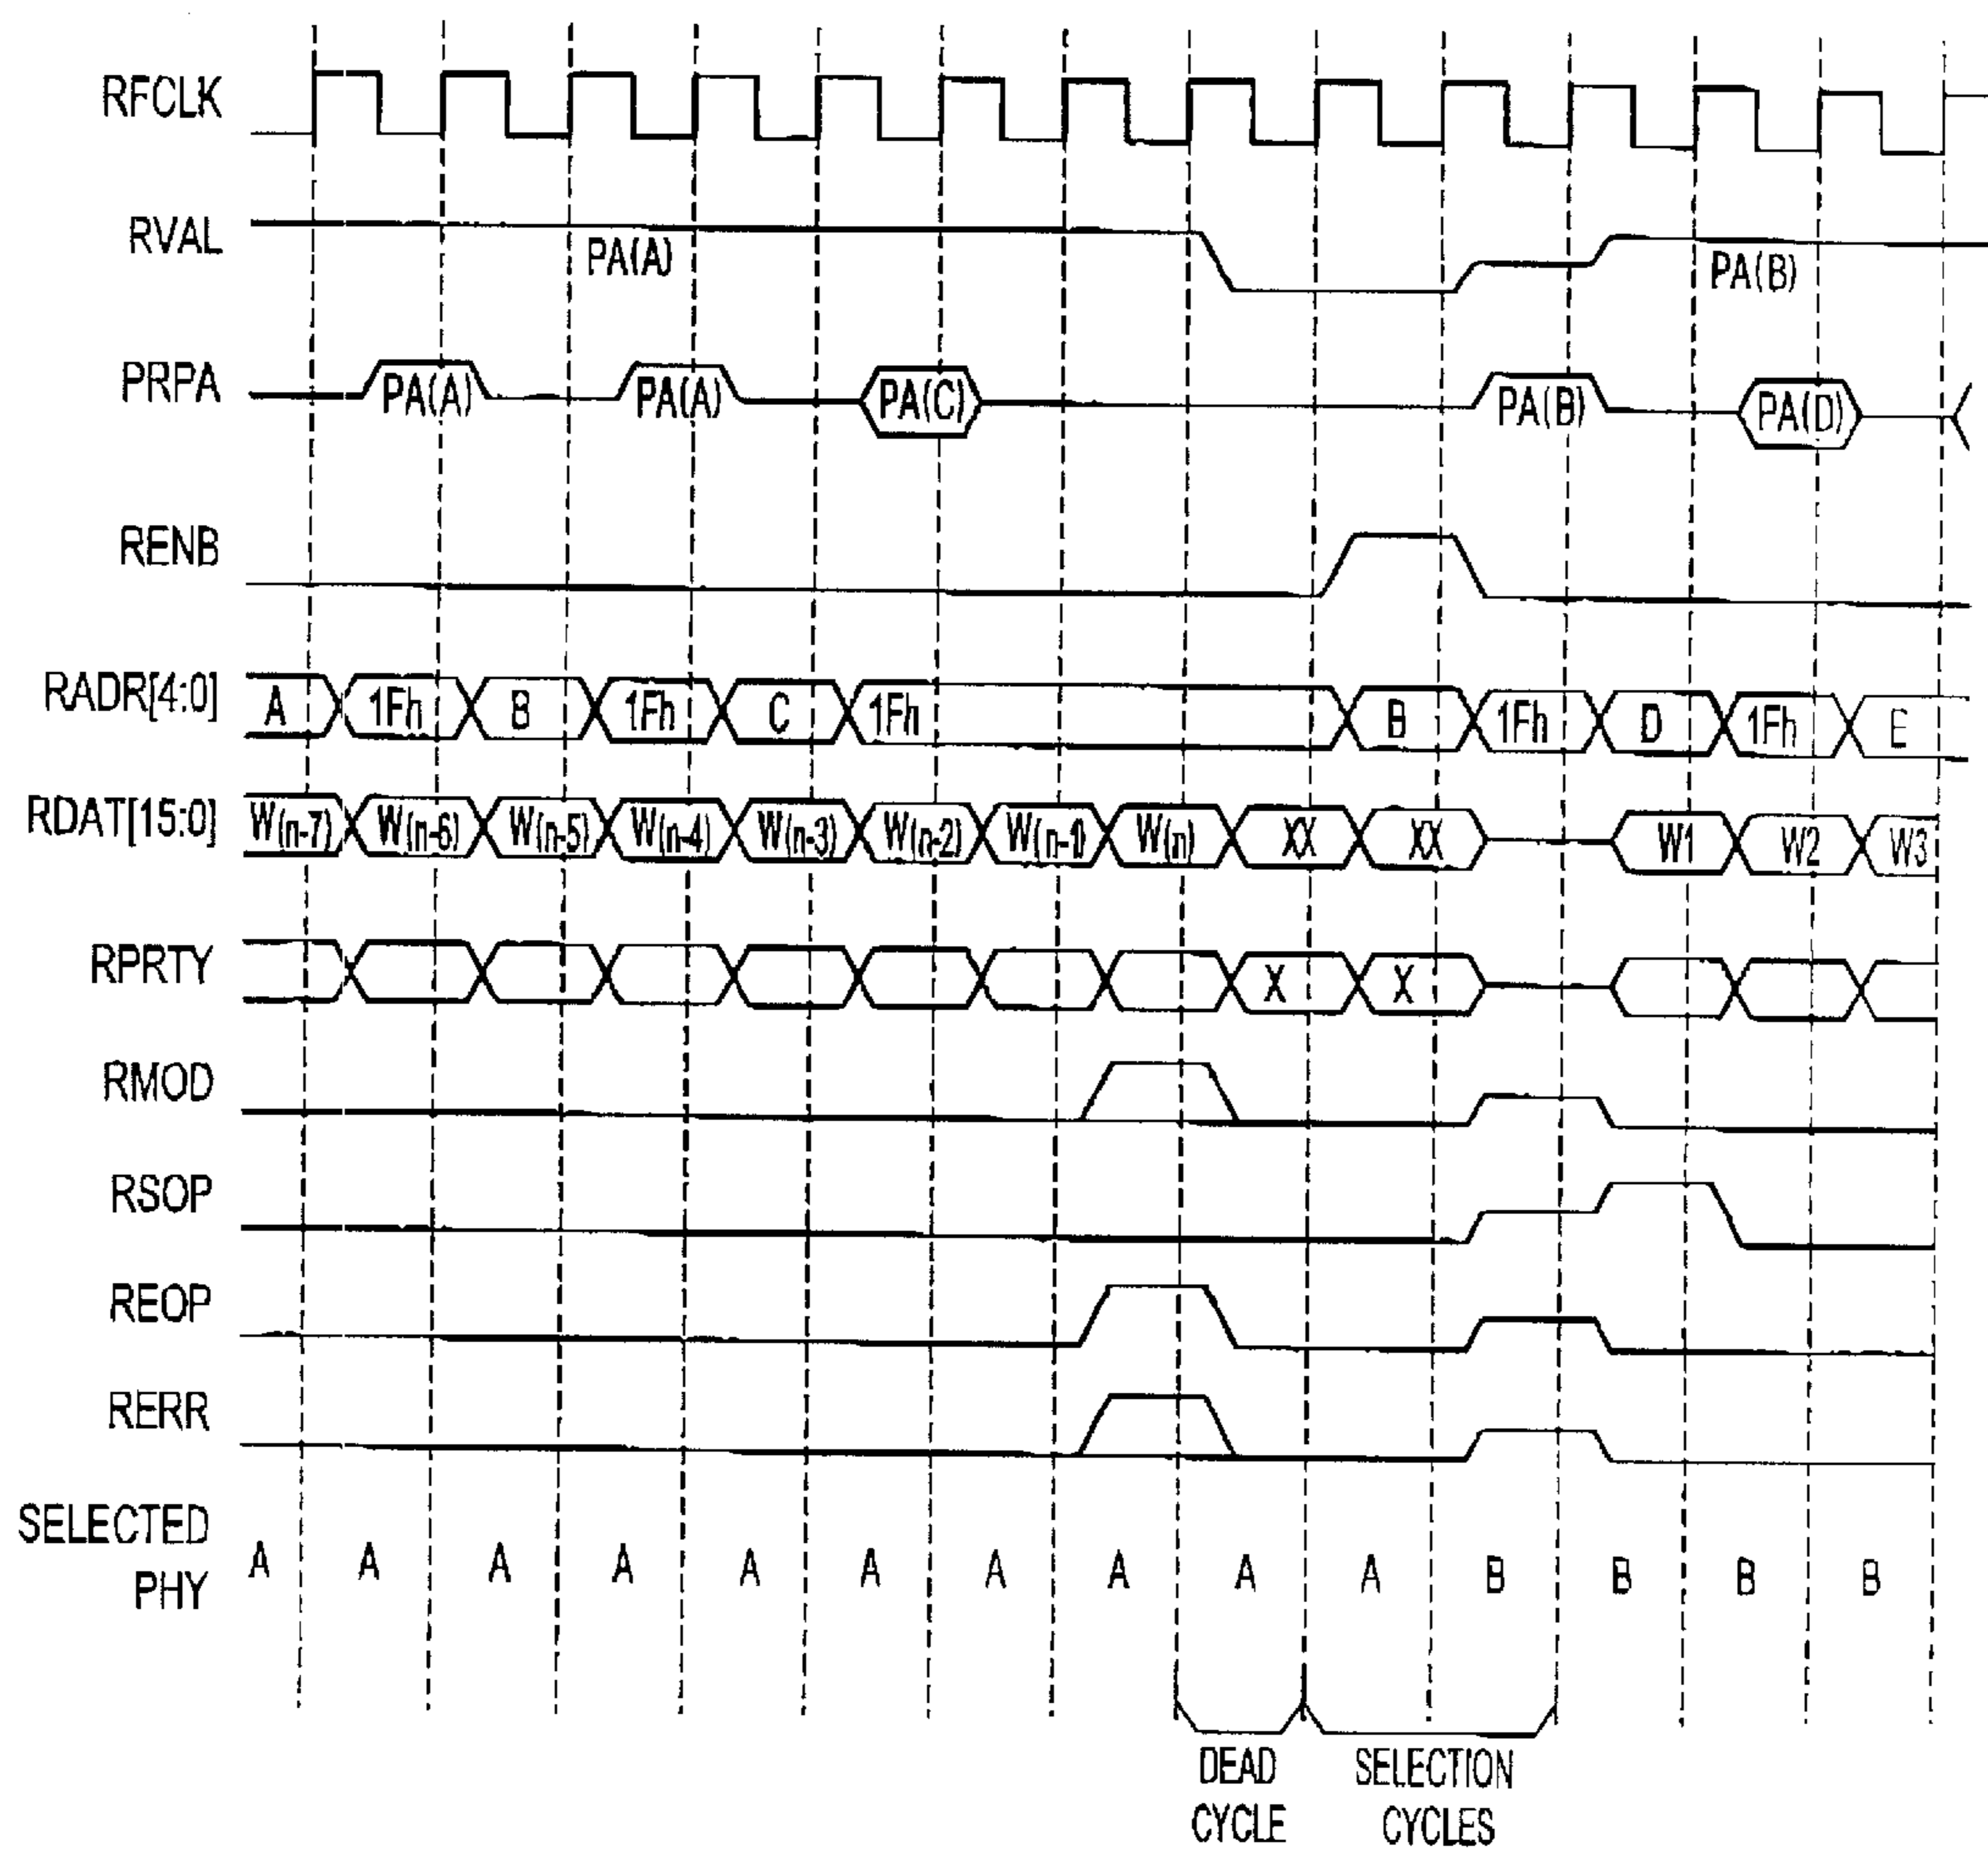 RFCLK
RVAL PA(A) PA(B)
PRPA PA(A) PA(A) PA(C) PA(B) PA(D)
RENB
RADR[4:0] A 1Fh B 1Fh C 1Fh B 1Fh D 1Fh E
RDAT[15:0] W(n-7) W(n-6) W(n-5) W(n-4) W(n-3) W(n-2) W(n-1) W(n) XX XX W1 W2 W3
RPRTY X X
RMOD
RSOP
REOP
RERR
SELECTED
PHY A A A A A A A A A A B B B B
DEAD
CYCLE
SELECTION
CYCLES